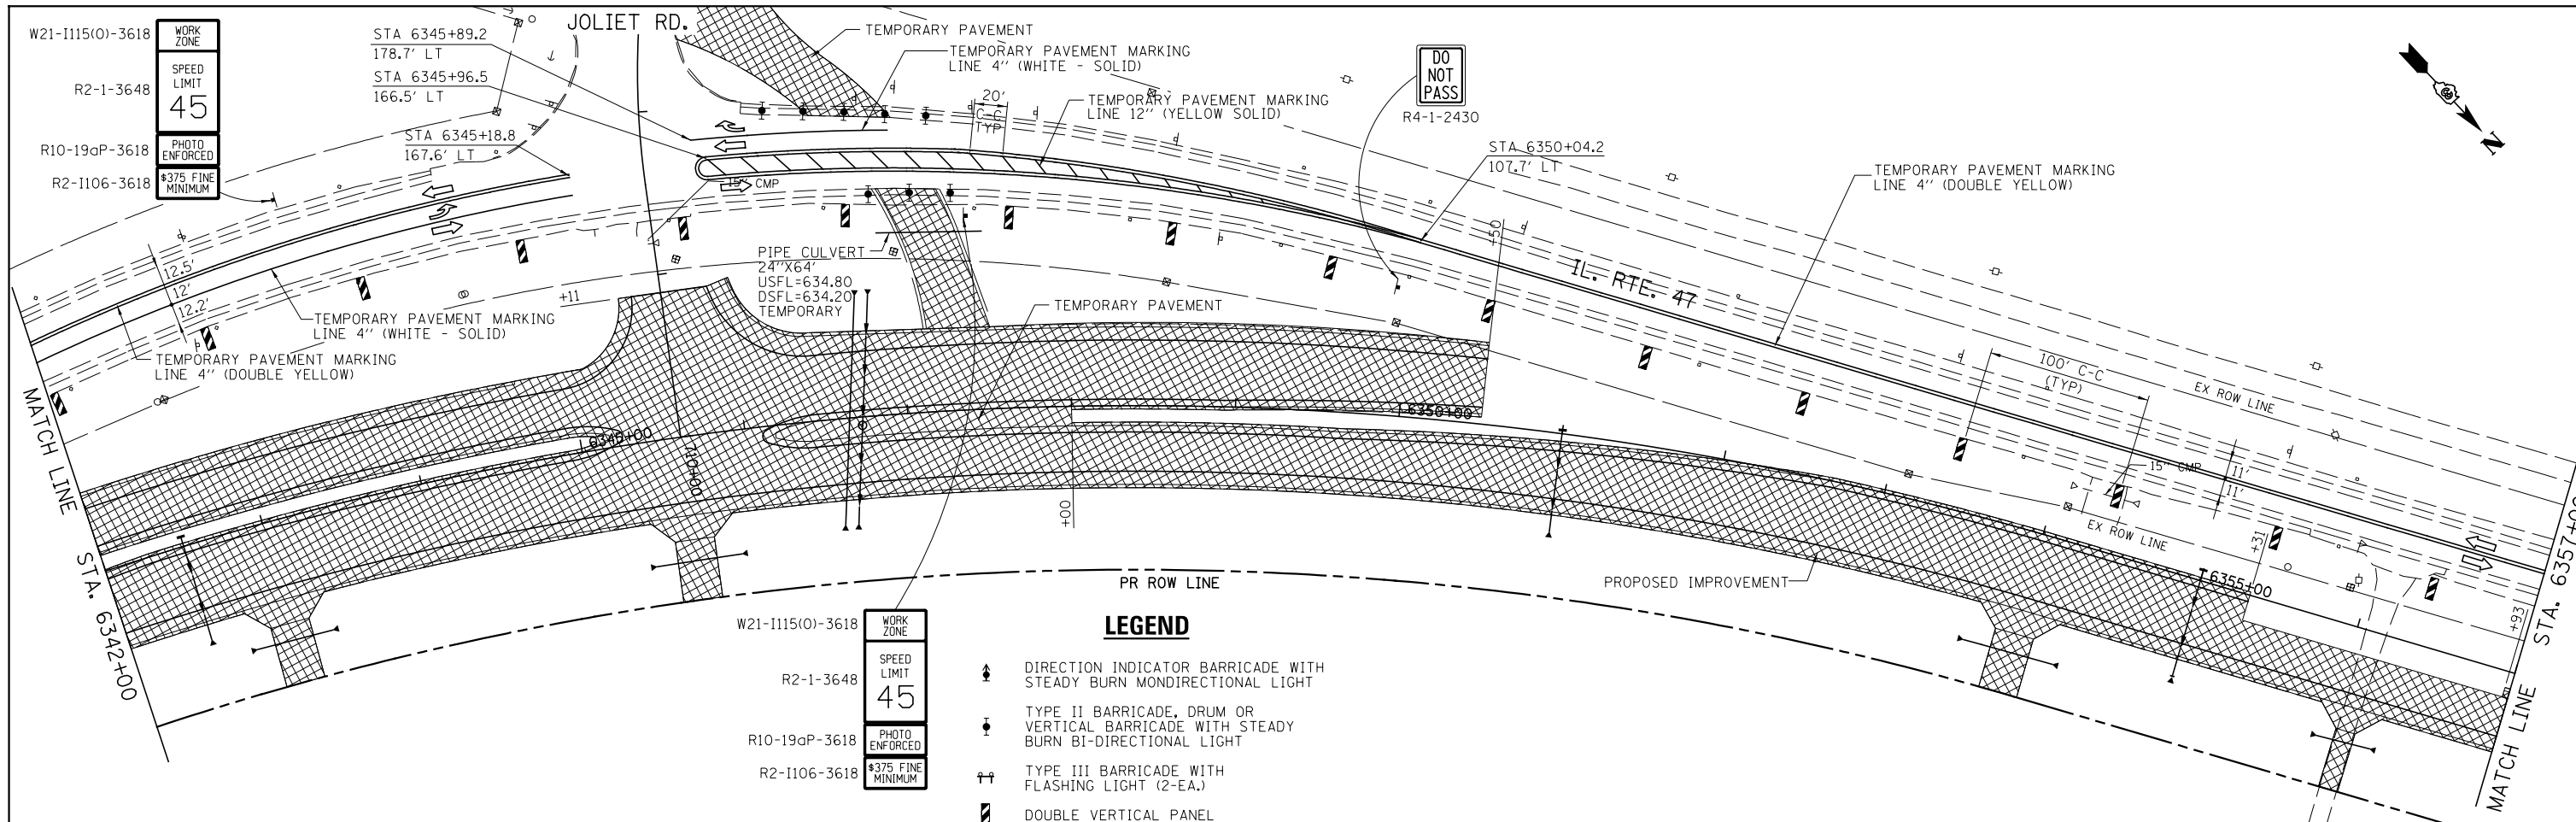 W21-I115(O)-3618
WORK
ZONE
R2-1-3648
SPEED
LIMIT
45
R10-19aP-3618
PHOTO
ENFORCED
R2-I106-3618
$375 FINE
MINIMUM
STA 6345+89.2
178.7' LT
STA 6345+96.5
166.5' LT
STA 6345+18.8
167.6' LT
JOLIET RD.
TEMPORARY PAVEMENT
TEMPORARY PAVEMENT MARKING
LINE 4" (WHITE - SOLID)
20'
C-C
TYP
TEMPORARY PAVEMENT MARKING
LINE 12" (YELLOW SOLID)
DO
NOT
PASS
R4-1-2430
STA 6350+04.2
107.7' LT
TEMPORARY PAVEMENT MARKING
LINE 4" (DOUBLE YELLOW)
N
15" CMP
12.5'
12'
12.2'
+11
TEMPORARY PAVEMENT MARKING
LINE 4" (WHITE - SOLID)
TEMPORARY PAVEMENT MARKING
LINE 4" (DOUBLE YELLOW)
PIPE CULVERT
24"X64'
USFL=634.80
DSFL=634.20
TEMPORARY
TEMPORARY PAVEMENT
+50
IL. RTE. 47
100' C-C
(TYP)
EX ROW LINE
15" CMP
11'
11'
EX ROW LINE
+31
+93
MATCH LINE STA. 6342+00
6345+00
110+00
6350+00
+00
6355+00
MATCH LINE STA. 6357+00
PR ROW LINE
PROPOSED IMPROVEMENT
W21-I115(O)-3618
WORK
ZONE
R2-1-3648
SPEED
LIMIT
45
R10-19aP-3618
PHOTO
ENFORCED
R2-I106-3618
$375 FINE
MINIMUM
LEGEND
DIRECTION INDICATOR BARRICADE WITH
STEADY BURN MONDIRECTIONAL LIGHT
TYPE II BARRICADE, DRUM OR
VERTICAL BARRICADE WITH STEADY
BURN BI-DIRECTIONAL LIGHT
TYPE III BARRICADE WITH
FLASHING LIGHT (2-EA.)
DOUBLE VERTICAL PANEL